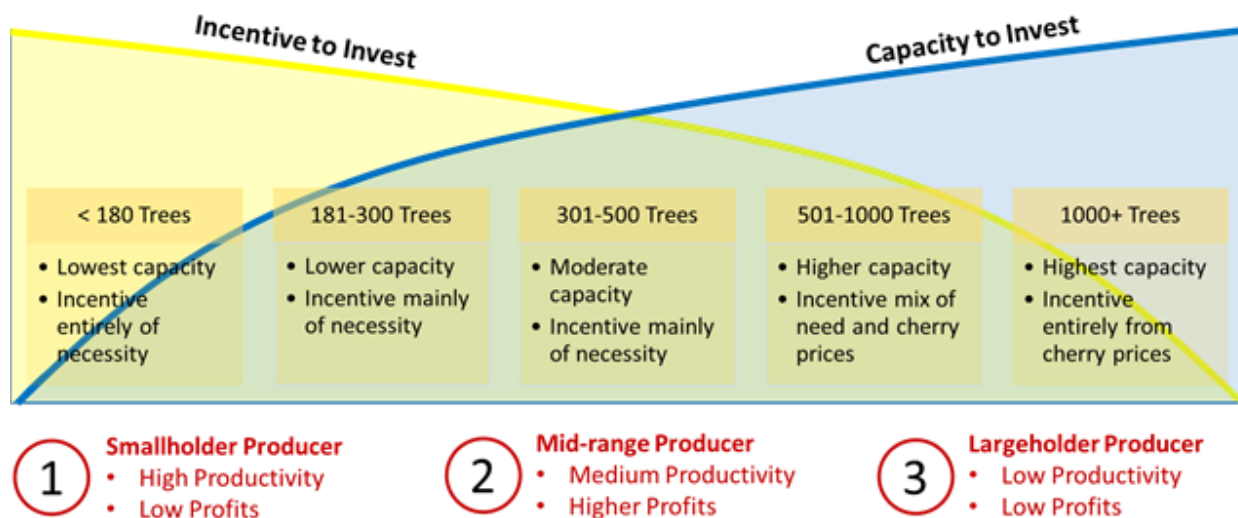 Incentive to Invest
Capacity to Invest
< 180 Trees
• Lowest capacity
• Incentive
entirely of
necessity
181-300 Trees
• Lower capacity
• Incentive mainly
of necessity
301-500 Trees
• Moderate
capacity
• Incentive mainly
of necessity
501-1000 Trees
• Higher capacity
• Incentive mix of
need and cherry
prices
1000+ Trees
• Highest capacity
• Incentive
entirely from
cherry prices
1
Smallholder Producer
• High Productivity
• Low Profits
2
Mid-range Producer
• Medium Productivity
• Higher Profits
3
Largeholder Producer
• Low Productivity
• Low Profits